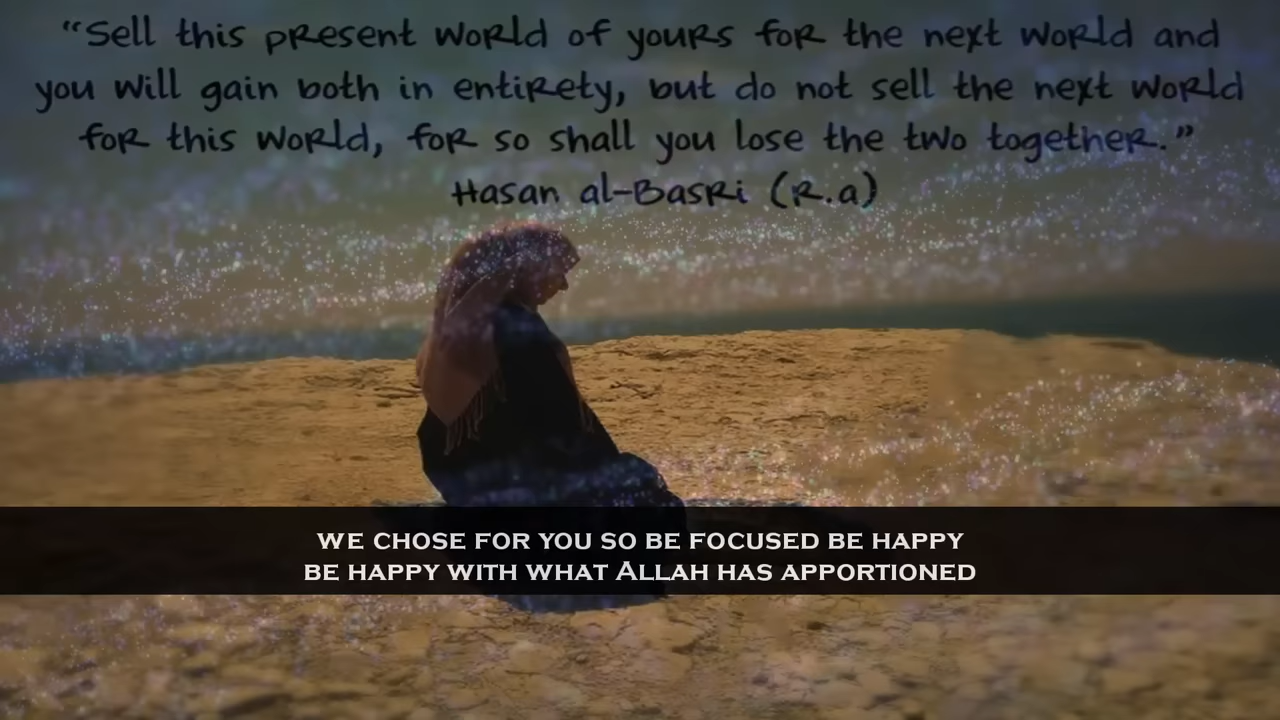 “Sell this present world of yours for the next world and
you will gain both in entirety, but do not sell the next world
for this world, for so shall you lose the two together.”
Hasan al-Basri (R.a)
WE CHOSE FOR YOU SO BE FOCUSED BE HAPPY
BE HAPPY WITH WHAT ALLAH HAS APPORTIONED